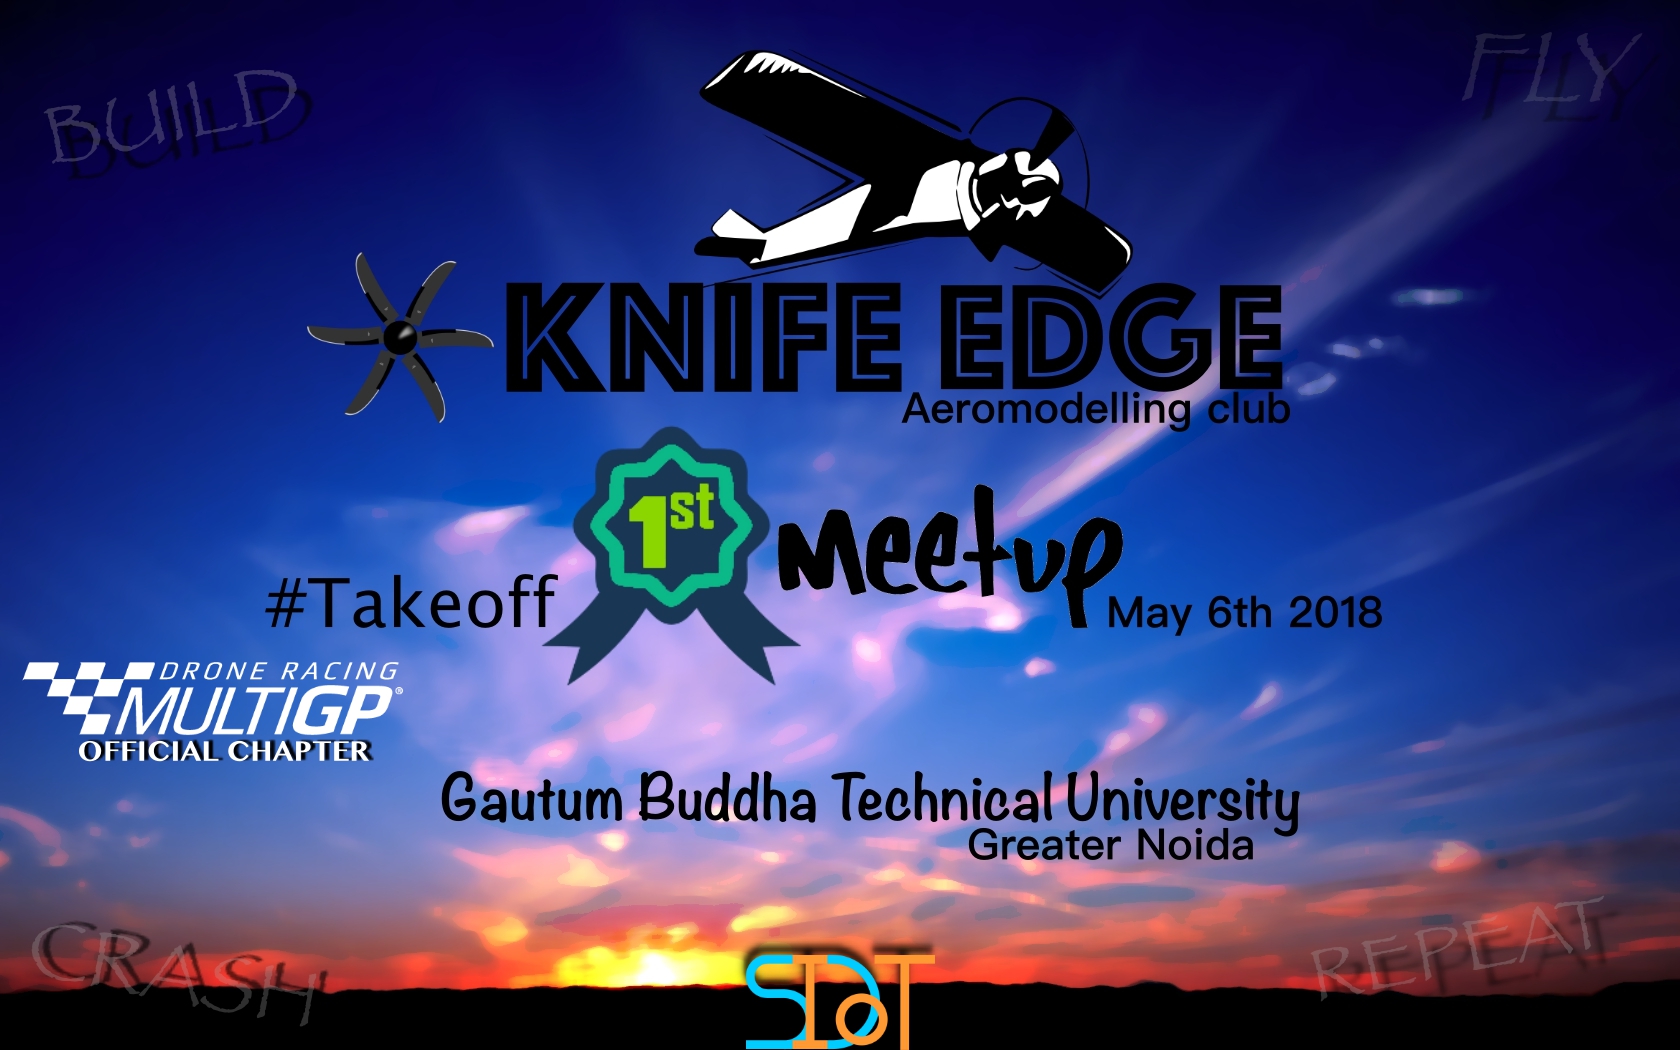 BUILD
FLY
KNIFE EDGE
Aeromodelling club
1st
meetup
#Takeoff
May 6th 2018
DRONE RACING
MULTIGP®
OFFICIAL CHAPTER
Gautum Buddha Technical University
Greater Noida
CRASH
REPEAT
SDIoT